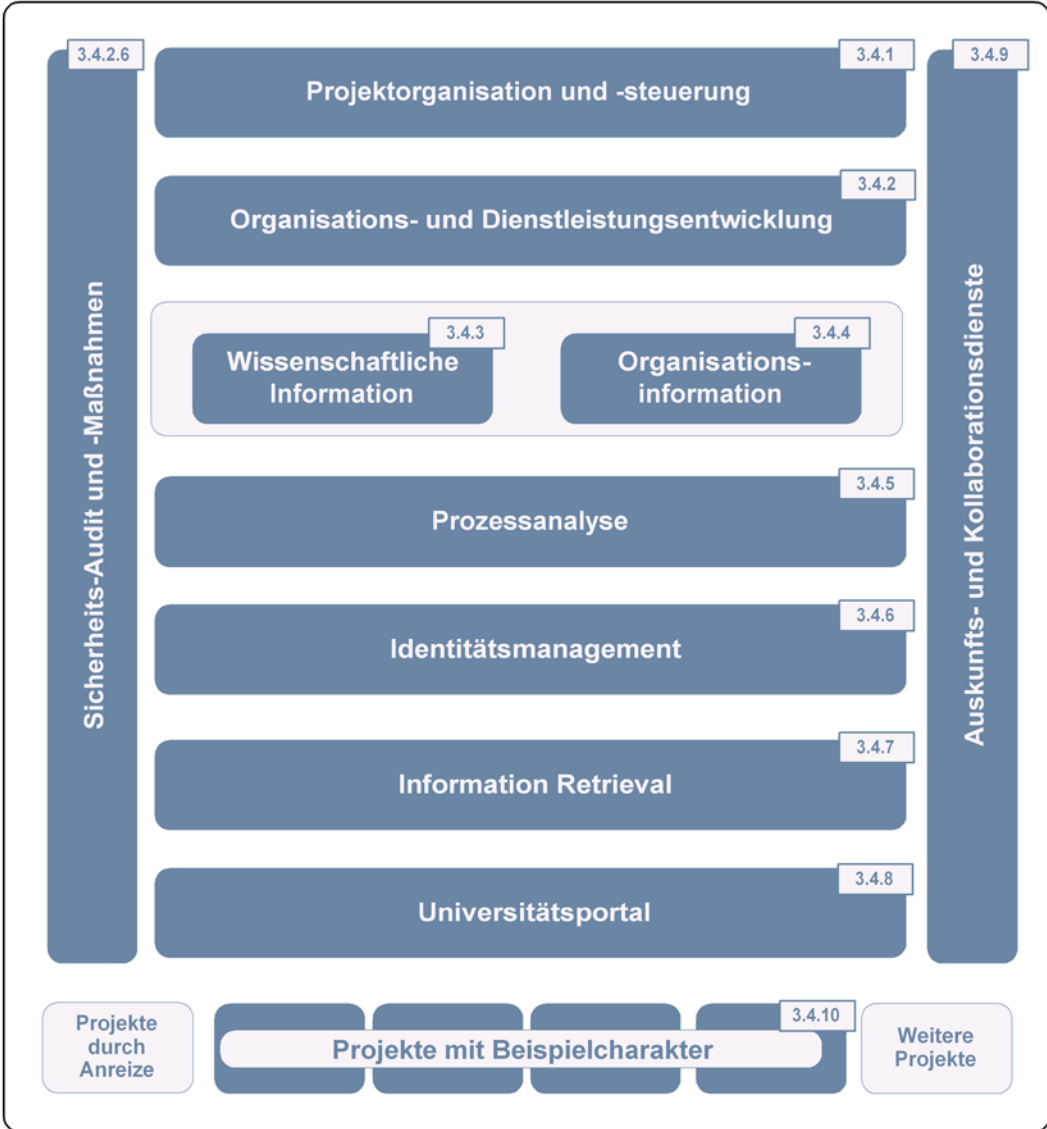 3.4.2.6
Sicherheits-Audit und -Maßnahmen
3.4.1
Projektorganisation und -steuerung
3.4.2
Organisations- und Dienstleistungsentwicklung
3.4.3
Wissenschaftliche
Information
3.4.4
Organisations-
information
3.4.5
Prozessanalyse
3.4.6
Identitätsmanagement
3.4.7
Information Retrieval
3.4.8
Universitätsportal
3.4.9
Auskunfts- und Kollaborationsdienste
Projekte
durch
Anreize
3.4.10
Projekte mit Beispielcharakter
Weitere
Projekte